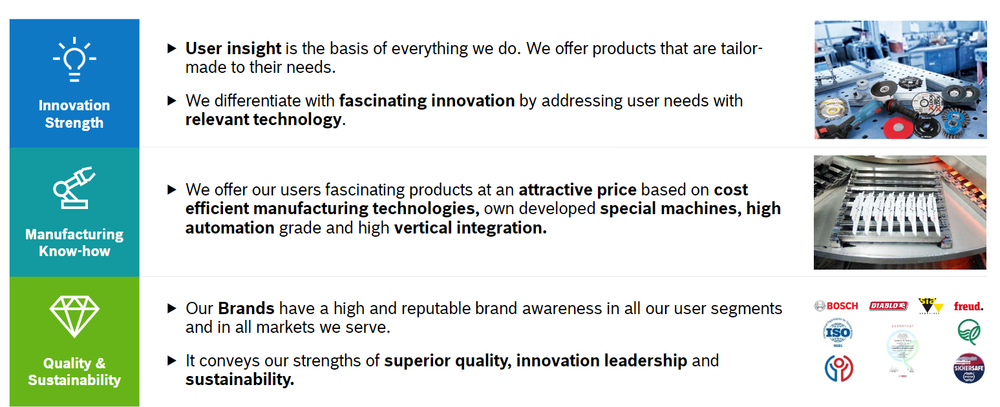 Innovation
Strength
▶ User insight is the basis of everything we do. We offer products that are tailor-
made to their needs.
▶ We differentiate with fascinating innovation by addressing user needs with
relevant technology.
Manufacturing
Know-how
▶ We offer our users fascinating products at an attractive price based on cost
efficient manufacturing technologies, own developed special machines, high
automation grade and high vertical integration.
Quality &
Sustainability
▶ Our Brands have a high and reputable brand awareness in all our user segments
and in all markets we serve.
▶ It conveys our strengths of superior quality, innovation leadership and
sustainability.
BOSCH
DIABLO
sia
ABRASIVES
freud.
ISO
9001
ZERTIFIKAT
SICHERSAFE